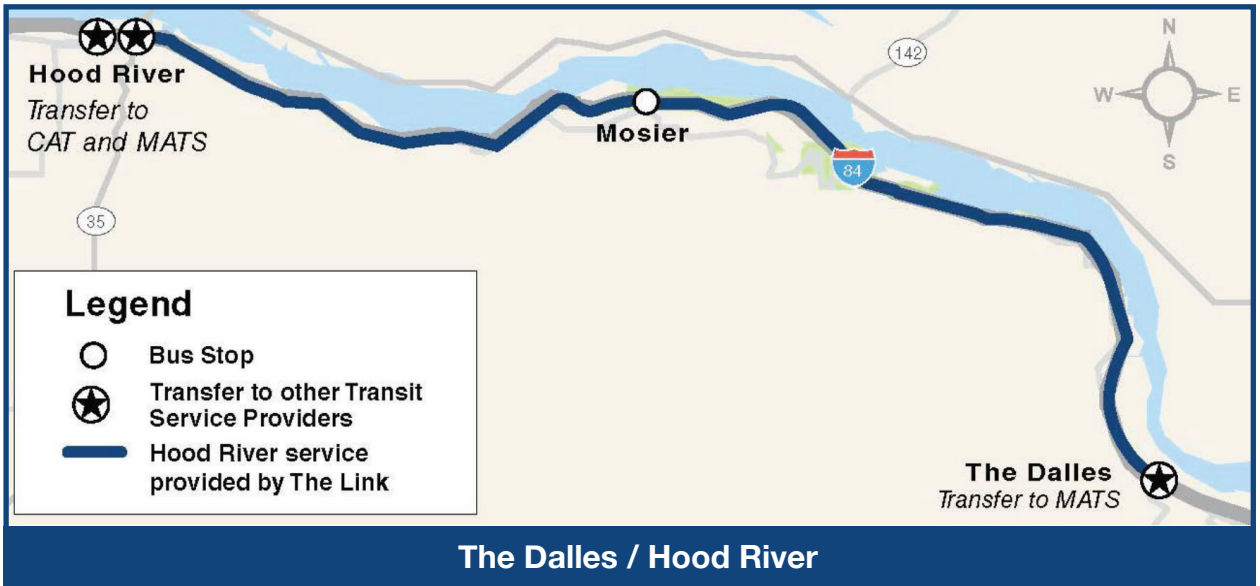 Hood River
Transfer to
CAT and MATS
35
Mosier
142
N
W
E
S
84
Legend
Bus Stop
Transfer to other Transit
Service Providers
Hood River service
provided by The Link
The Dalles
Transfer to MATS
The Dalles / Hood River